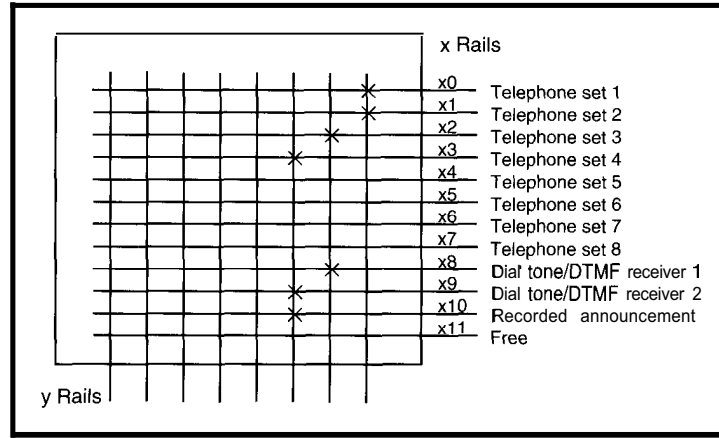 x Rails
x0 Telephone set 1
x1 Telephone set 2
x2 Telephone set 3
x3 Telephone set 4
x4 Telephone set 5
x5 Telephone set 6
x6 Telephone set 7
x7 Telephone set 8
x8 Dial tone/DTMF receiver 1
x9 Dial tone/DTMF receiver 2
x10 Recorded announcement
x11 Free
y Rails